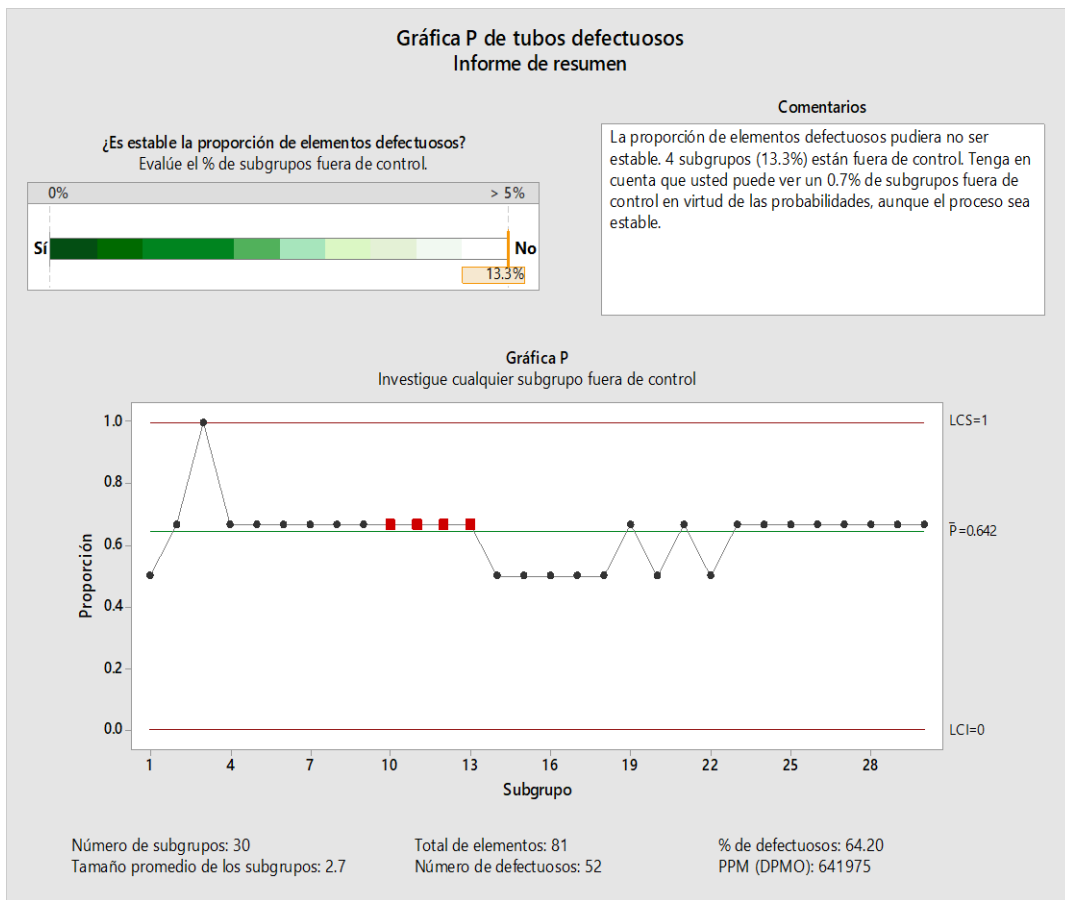 Gráfica P de tubos defectuosos
Informe de resumen
¿Es estable la proporción de elementos defectuosos?
Evalúe el % de subgrupos fuera de control.
0% > 5%
Sí No
13.3%
Comentarios
La proporción de elementos defectuosos pudiera no ser
estable. 4 subgrupos (13.3%) están fuera de control. Tenga en
cuenta que usted puede ver un 0.7% de subgrupos fuera de
control en virtud de las probabilidades, aunque el proceso sea
estable.
Gráfica P
Investigue cualquier subgrupo fuera de control
Proporción
1.0
0.8
0.6
0.4
0.2
0.0
LCS=1
P̄=0.642
LCI=0
1 4 7 10 13 16 19 22 25 28
Subgrupo
Número de subgrupos: 30
Tamaño promedio de los subgrupos: 2.7
Total de elementos: 81
Número de defectuosos: 52
% de defectuosos: 64.20
PPM (DPMO): 641975